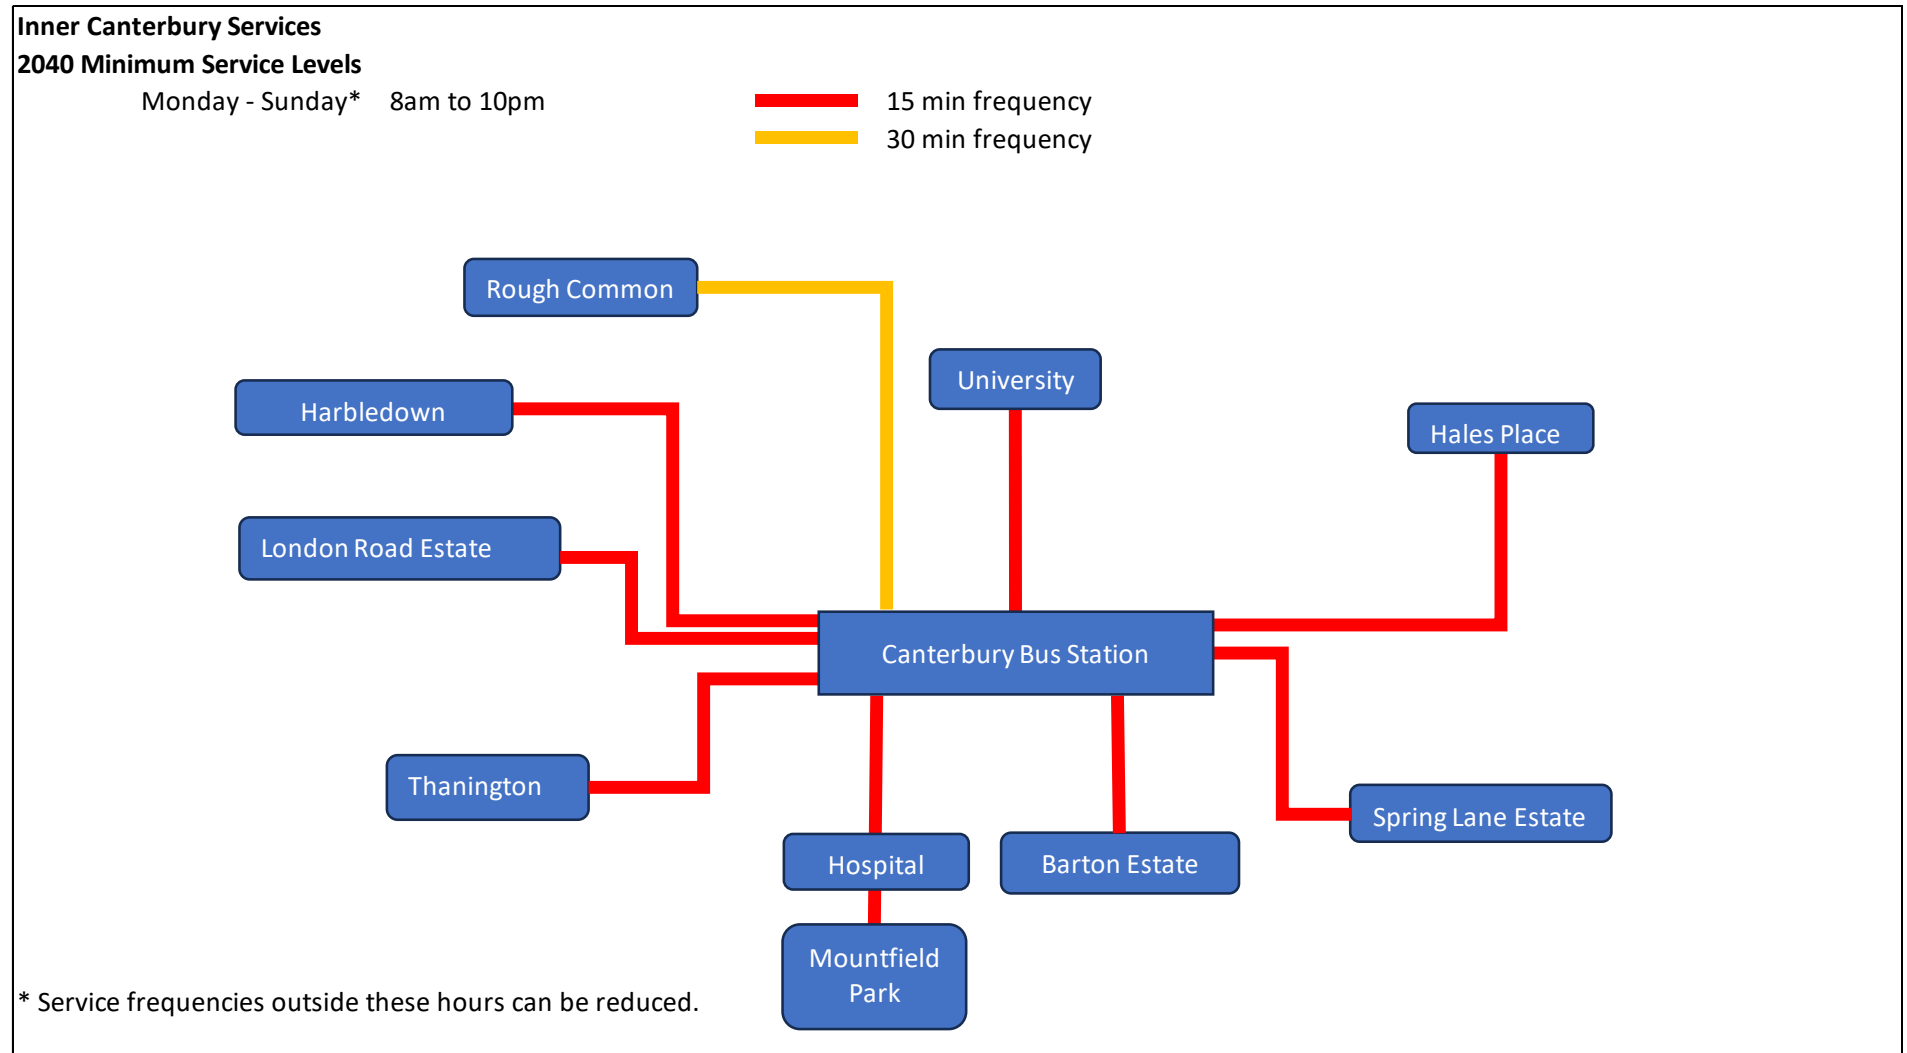 Inner Canterbury Services
2040 Minimum Service Levels
Monday - Sunday* 8am to 10pm
15 min frequency
30 min frequency
Rough Common
University
Harbledown
Hales Place
London Road Estate
Canterbury Bus Station
Thanington
Spring Lane Estate
Hospital
Barton Estate
Mountfield
Park
* Service frequencies outside these hours can be reduced.